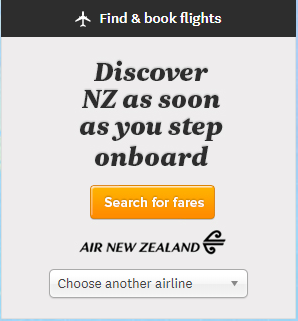 Find & book flights
Discover
NZ as soon
as you step
onboard
Search for fares
AIR NEW ZEALAND
Choose another airline